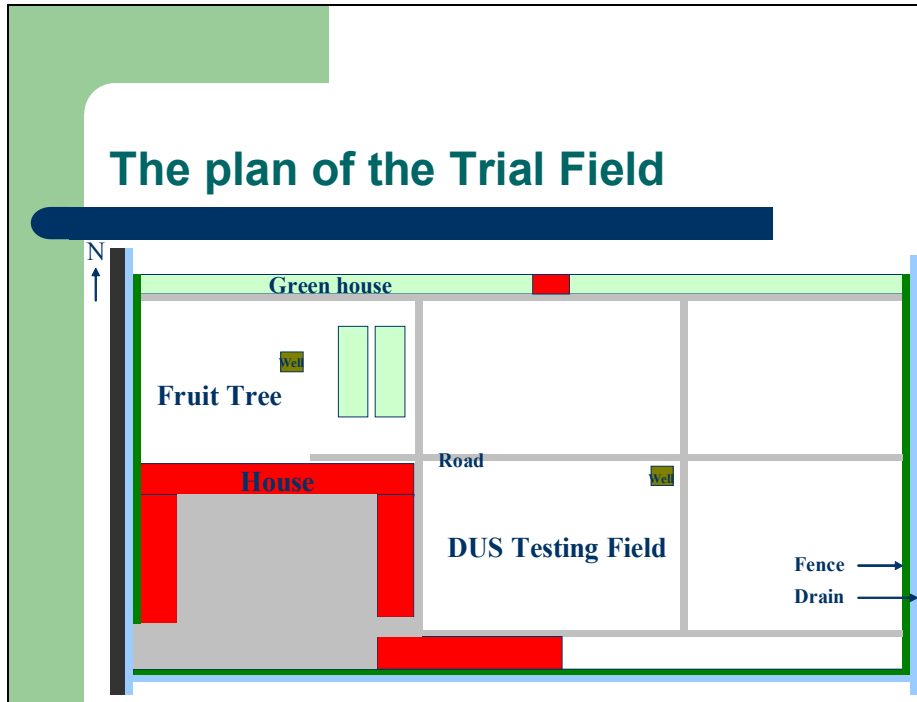 The plan of the Trial Field
N
Green house
Well
Fruit Tree
Road
House
Well
DUS Testing Field
Fence
Drain